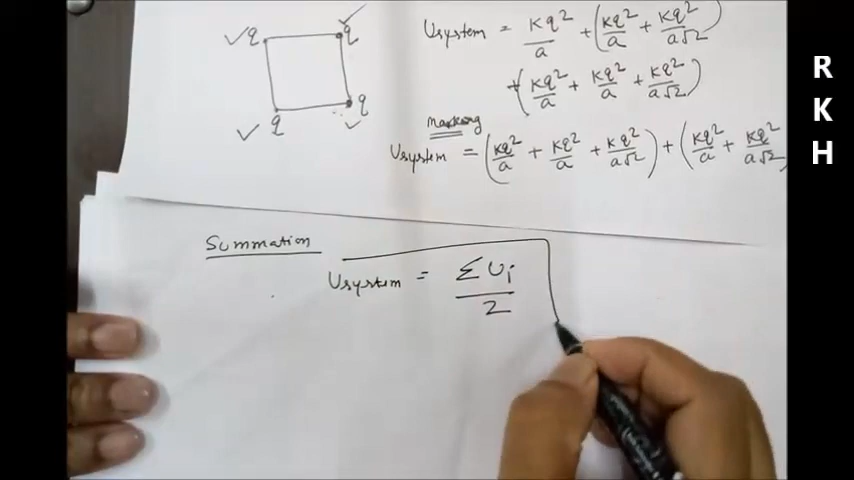 q q
q q
Usystem = Kq²/a + (Kq²/a + Kq²/a√2)
+ (Kq²/a + Kq²/a + Kq²/a√2)
marking
Usystem = (Kq²/a + Kq²/a + Kq²/a√2) + (Kq²/a + Kq²/a√2)
Summation
Usystem = ΣUi/2
R
K
H